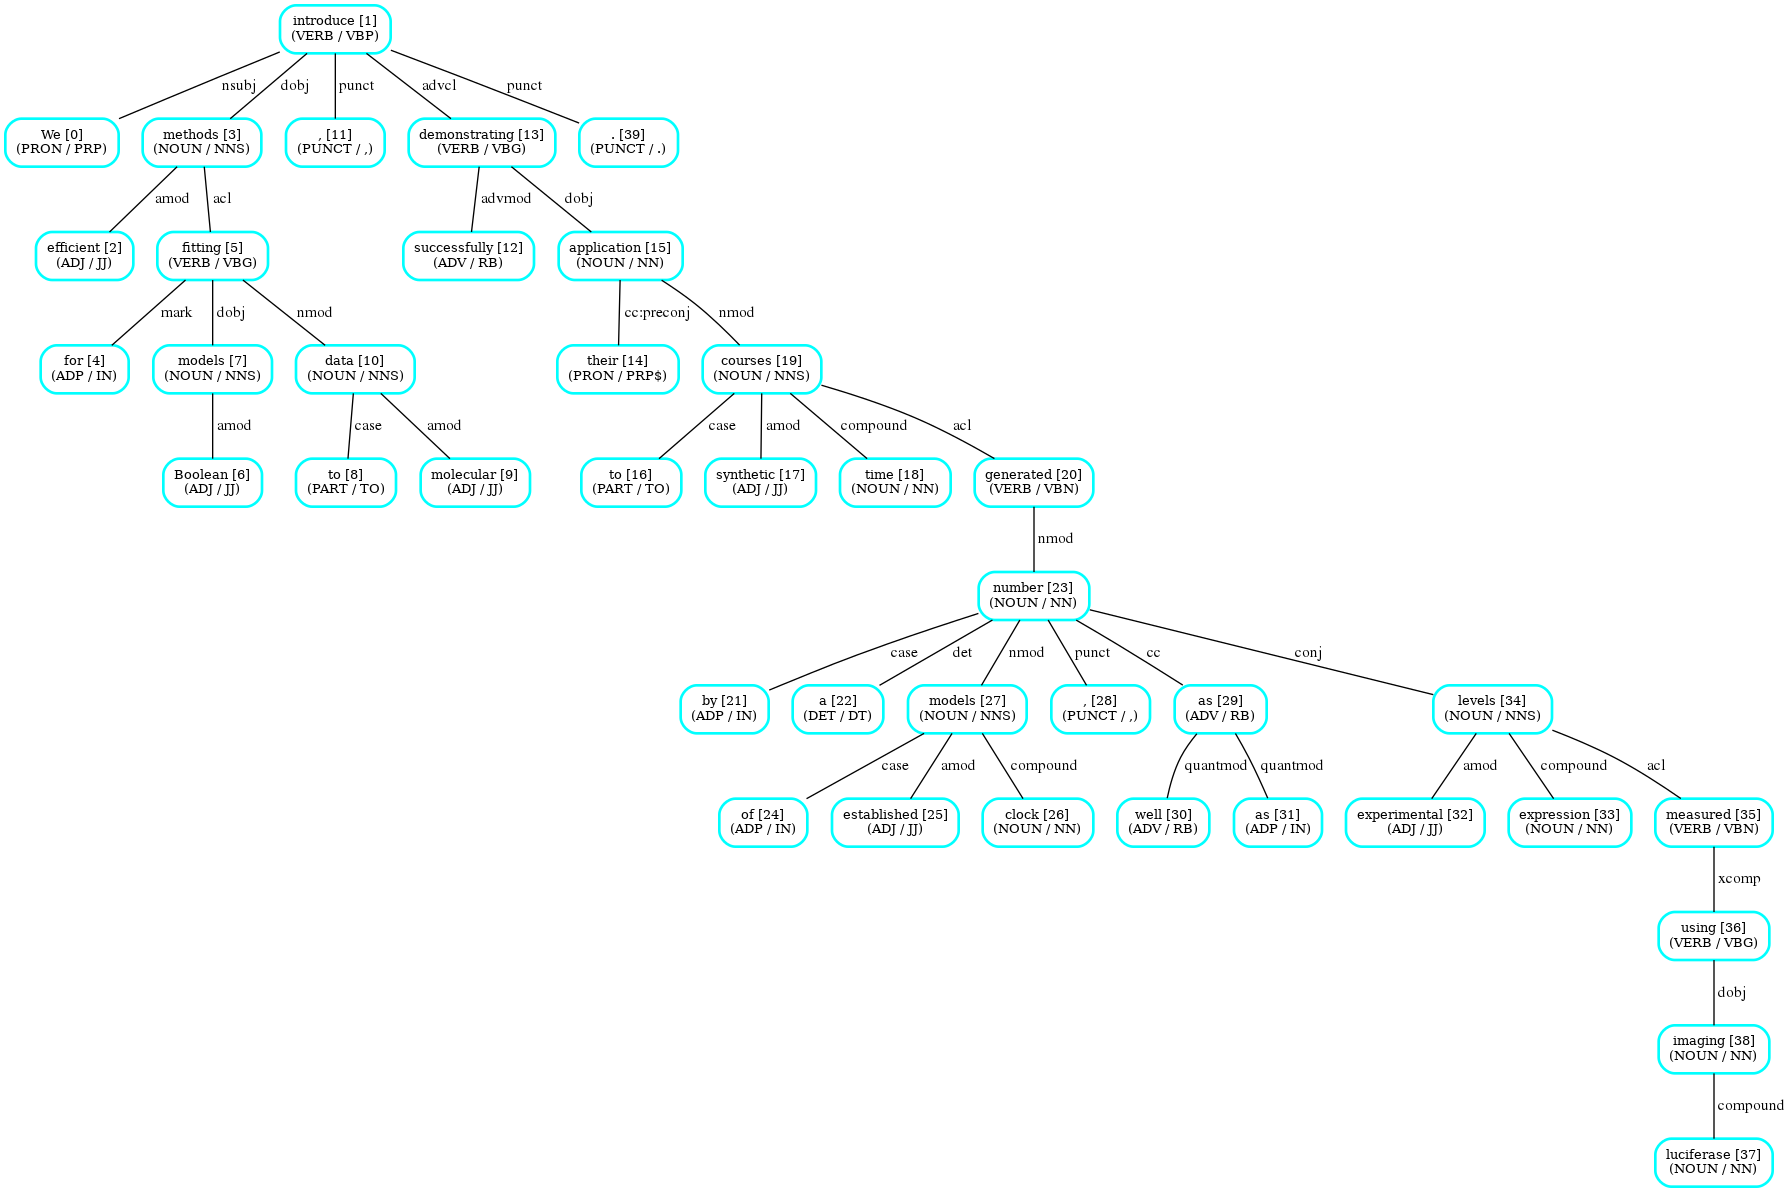 introduce [1]
(VERB / VBP)
nsubj
dobj
punct
advcl
punct
We [0]
(PRON / PRP)
methods [3]
(NOUN / NNS)
, [11]
(PUNCT / ,)
demonstrating [13]
(VERB / VBG)
. [39]
(PUNCT / .)
amod
acl
advmod
dobj
efficient [2]
(ADJ / JJ)
fitting [5]
(VERB / VBG)
successfully [12]
(ADV / RB)
application [15]
(NOUN / NN)
mark
dobj
nmod
cc:preconj
nmod
for [4]
(ADP / IN)
models [7]
(NOUN / NNS)
data [10]
(NOUN / NNS)
their [14]
(PRON / PRP$)
courses [19]
(NOUN / NNS)
amod
case
amod
case
amod
compound
acl
Boolean [6]
(ADJ / JJ)
to [8]
(PART / TO)
molecular [9]
(ADJ / JJ)
to [16]
(PART / TO)
synthetic [17]
(ADJ / JJ)
time [18]
(NOUN / NN)
generated [20]
(VERB / VBN)
nmod
number [23]
(NOUN / NN)
case
det
nmod
punct
cc
conj
by [21]
(ADP / IN)
a [22]
(DET / DT)
models [27]
(NOUN / NNS)
, [28]
(PUNCT / ,)
as [29]
(ADV / RB)
levels [34]
(NOUN / NNS)
case
amod
compound
quantmod
quantmod
amod
compound
acl
of [24]
(ADP / IN)
established [25]
(ADJ / JJ)
clock [26]
(NOUN / NN)
well [30]
(ADV / RB)
as [31]
(ADP / IN)
experimental [32]
(ADJ / JJ)
expression [33]
(NOUN / NN)
measured [35]
(VERB / VBN)
xcomp
using [36]
(VERB / VBG)
dobj
imaging [38]
(NOUN / NN)
compound
luciferase [37]
(NOUN / NN)